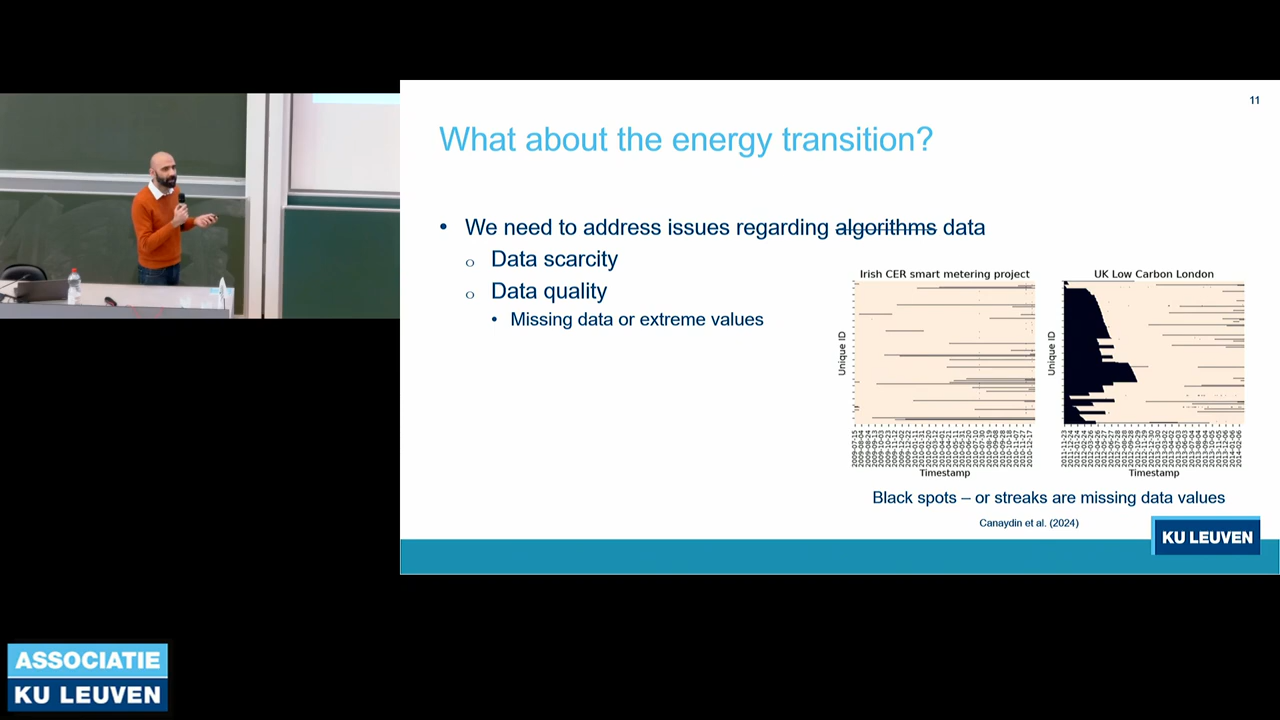 11
What about the energy transition?
• We need to address issues regarding algorithms data
o Data scarcity
o Data quality
• Missing data or extreme values
Irish CER smart metering project
UK Low Carbon London
Unique ID
Unique ID
Timestamp
Timestamp
Black spots – or streaks are missing data values
Canaydin et al. (2024)
KU LEUVEN
ASSOCIATIE
KU LEUVEN